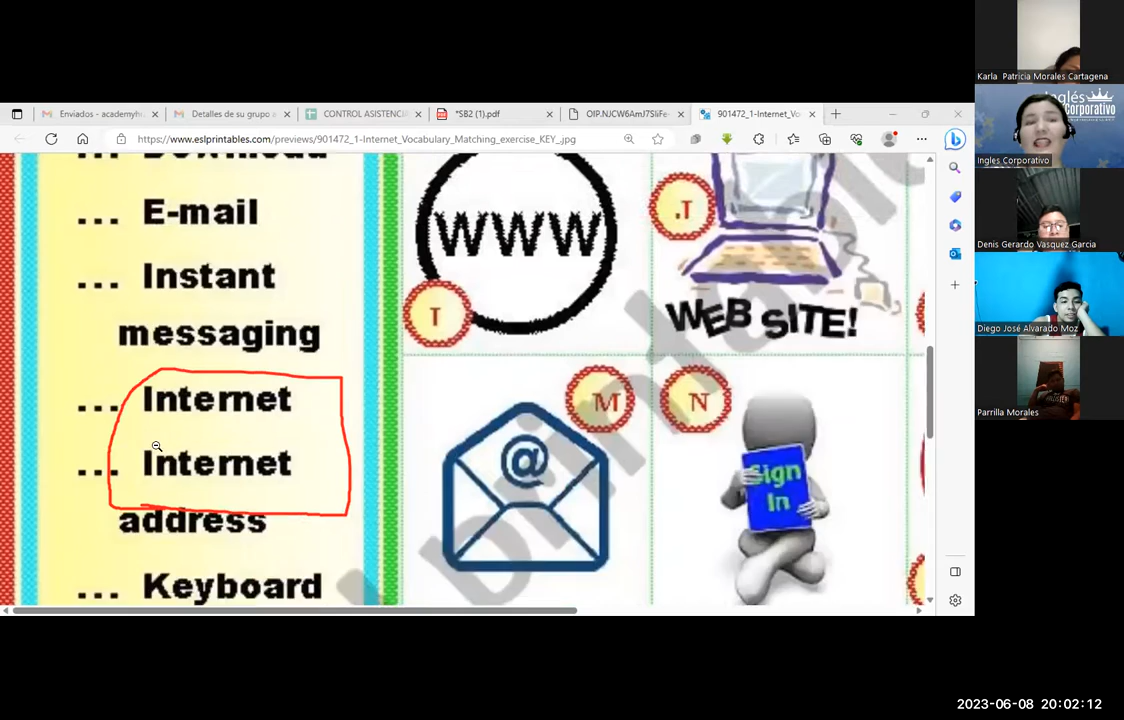 Enviados - academyh
Detalles de su grupo a
CONTROL ASISTENCIA
*SB2 (1).pdf
OIP.NJCW6AmJ7SliFe-
901472_1-Internet_Vo
https://www.eslprintables.com/previews/901472_1-Internet_Vocabulary_Matching_exercise_KEY_.jpg
... Download
... E-mail
... Instant
messaging
... Internet
... Internet
address
... Keyboard
WWW
T
.T
WEB SITE!
M
@
N
Sign
In
Karla Patricia Morales Cartagena
Inglés
Corporativo
Ingles Corporativo
Denis Gerardo Vasquez Garcia
Diego José Alvarado Moz
Parrilla Morales
2023-06-08 20:02:12